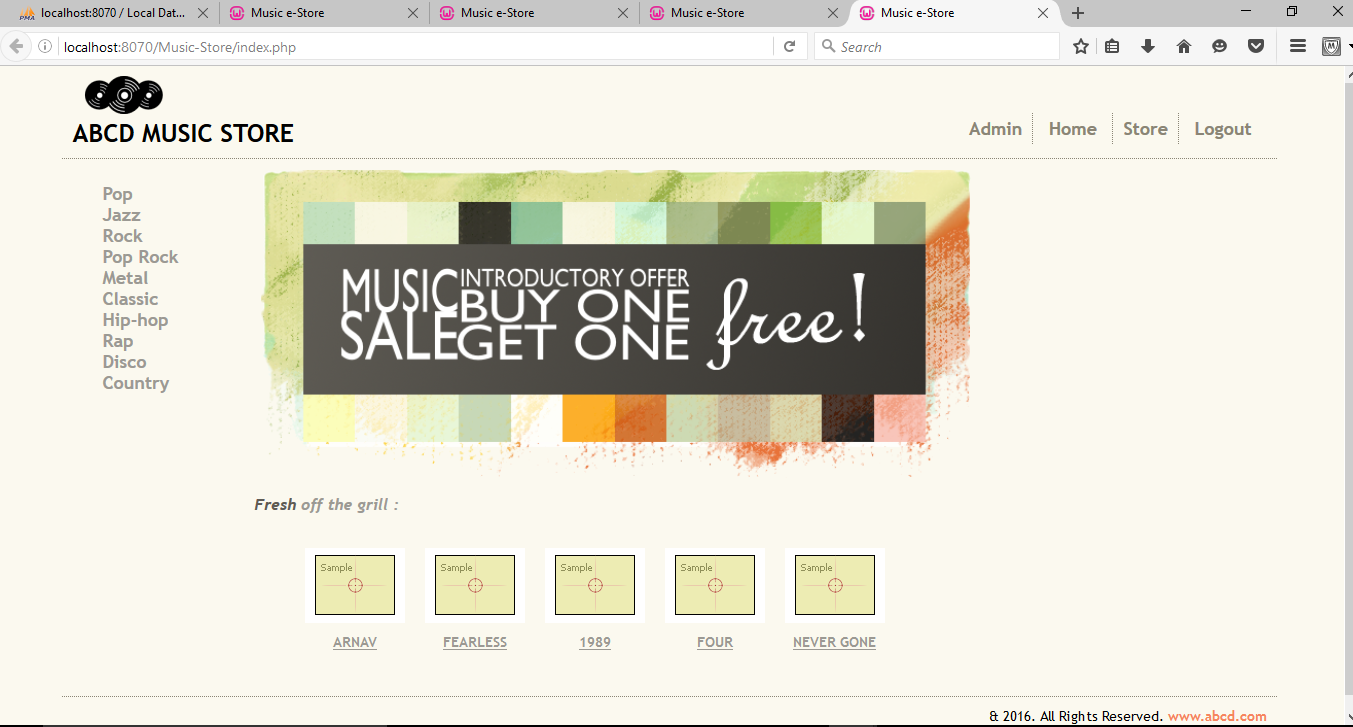 localhost:8070 / Local Dat...
Music e-Store
Music e-Store
Music e-Store
Music e-Store
localhost:8070/Music-Store/index.php
Search
ABCD MUSIC STORE
Admin Home Store Logout
Pop
Jazz
Rock
Pop Rock
Metal
Classic
Hip-hop
Rap
Disco
Country
MUSIC SALE
INTRODUCTORY OFFER
BUY ONE
GET ONE
free!
Fresh off the grill :
Sample Sample Sample Sample Sample
ARNAV FEARLESS 1989 FOUR NEVER GONE
& 2016. All Rights Reserved. www.abcd.com